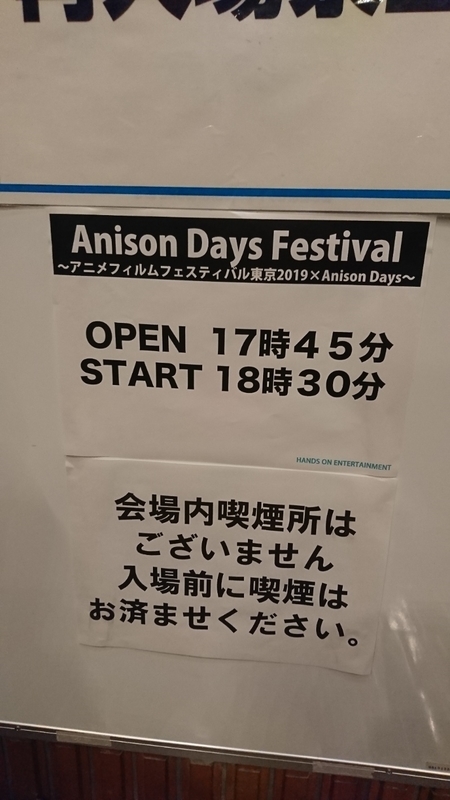 Anison Days Festival
～アニメフィルムフェスティバル東京2019×Anison Days～
OPEN 17時４５分
START 18時３０分
HANDS ON ENTERTAINMENT
会場内喫煙所は
ございません
入場前に喫煙は
お済ませください。